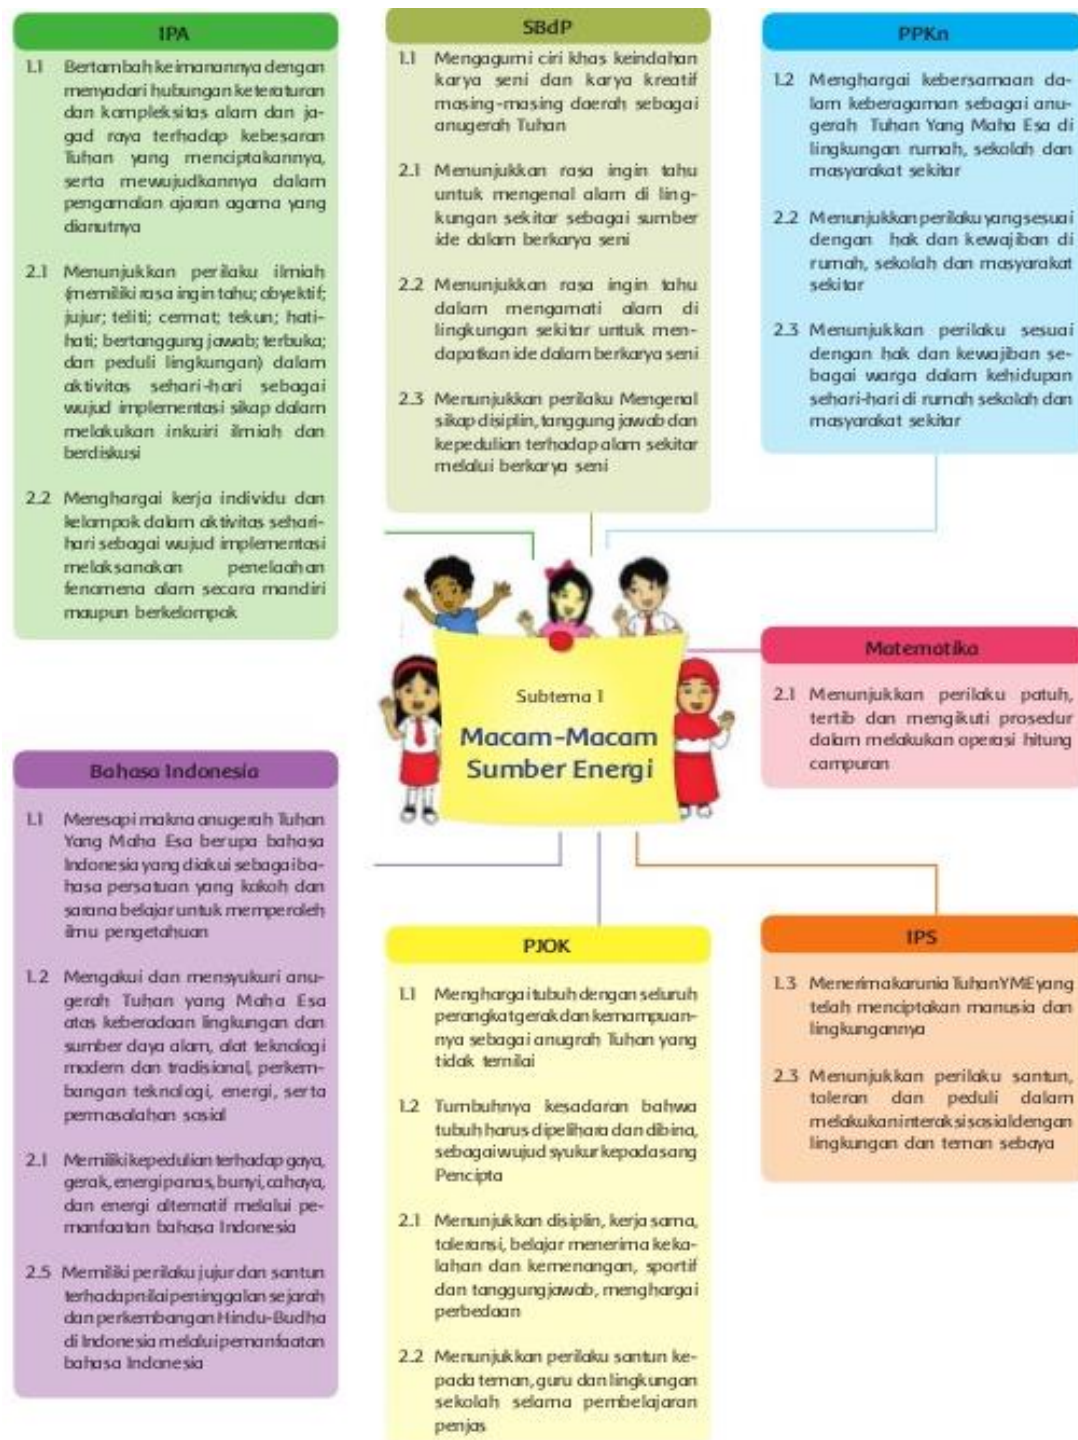 IPA
1.1 Bertambah keimanannya dengan
menyadari hubungan keteraturan
dan kompleksitas alam dan ja-
gad raya terhadap kebesaran
Tuhan yang menciptakannya,
serta mewujudkannya dalam
pengamalan ajaran agama yang
dianutnya
2.1 Menunjukkan perilaku ilmiah
(memiliki rasa ingin tahu; obyektif;
jujur; teliti; cermat; tekun; hati-
hati; bertanggung jawab; terbuka;
dan peduli lingkungan) dalam
aktivitas sehari-hari sebagai
wujud implementasi sikap dalam
melakukan inkuiri ilmiah dan
berdiskusi
2.2 Menghargai kerja individu dan
kelompok dalam aktivitas sehari-
hari sebagai wujud implementasi
melaksanakan penelaahan
fenomena alam secara mandiri
maupun berkelompok
SBdP
1.1 Mengagumi ciri khas keindahan
karya seni dan karya kreatif
masing-masing daerah sebagai
anugerah Tuhan
2.1 Menunjukkan rasa ingin tahu
untuk mengenal alam di ling-
kungan sekitar sebagai sumber
ide dalam berkarya seni
2.2 Menunjukkan rasa ingin tahu
dalam mengamati alam di
lingkungan sekitar untuk men-
dapatkan ide dalam berkarya seni
2.3 Menunjukkan perilaku Mengenal
sikap disiplin, tanggung jawab dan
kepedulian terhadap alam sekitar
melalui berkarya seni
PPKn
1.2 Menghargai kebersamaan da-
lam keberagaman sebagai anu-
gerah Tuhan Yang Maha Esa di
lingkungan rumah, sekolah dan
masyarakat sekitar
2.2 Menunjukkan perilaku yang sesuai
dengan hak dan kewajiban di
rumah, sekolah dan masyarakat
sekitar
2.3 Menunjukkan perilaku sesuai
dengan hak dan kewajiban se-
bagai warga dalam kehidupan
sehari-hari di rumah sekolah dan
masyarakat sekitar
Subtema 1
Macam-Macam
Sumber Energi
Matematika
2.1 Menunjukkan perilaku patuh,
tertib dan mengikuti prosedur
dalam melakukan operasi hitung
campuran
Bahasa Indonesia
1.1 Meresapi makna anugerah Tuhan
Yang Maha Esa berupa bahasa
Indonesia yang diakui sebagai ba-
hasa persatuan yang kokoh dan
sarana belajar untuk memperoleh
ilmu pengetahuan
1.2 Mengakui dan mensyukuri anu-
gerah Tuhan yang Maha Esa
atas keberadaan lingkungan dan
sumber daya alam, alat teknologi
modern dan tradisional, perkem-
bangan teknologi, energi, serta
permasalahan sosial
2.1 Memiliki kepedulian terhadap gaya,
gerak, energi panas, bunyi, cahaya,
dan energi alternatif melalui pe-
manfaatan bahasa Indonesia
2.5 Memiliki perilaku jujur dan santun
terhadap nilai peninggalan sejarah
dan perkembangan Hindu-Budha
di Indonesia melalui pemanfaatan
bahasa Indonesia
PJOK
1.1 Menghargai tubuh dengan seluruh
perangkat gerak dan kemampuan-
nya sebagai anugrah Tuhan yang
tidak ternilai
1.2 Tumbuhnya kesadaran bahwa
tubuh harus dipelihara dan dibina,
sebagai wujud syukur kepada sang
Pencipta
2.1 Menunjukkan disiplin, kerja sama,
toleransi, belajar menerima keka-
lahan dan kemenangan, sportif
dan tanggungjawab, menghargai
perbedaan
2.2 Menunjukkan perilaku santun ke-
pada teman, guru dan lingkungan
sekolah selama pembelajaran
penjas
IPS
1.3 Menerima karunia Tuhan YME yang
telah menciptakan manusia dan
lingkungannya
2.3 Menunjukkan perilaku santun,
toleran dan peduli dalam
melakukan interaksi sosial dengan
lingkungan dan teman sebaya